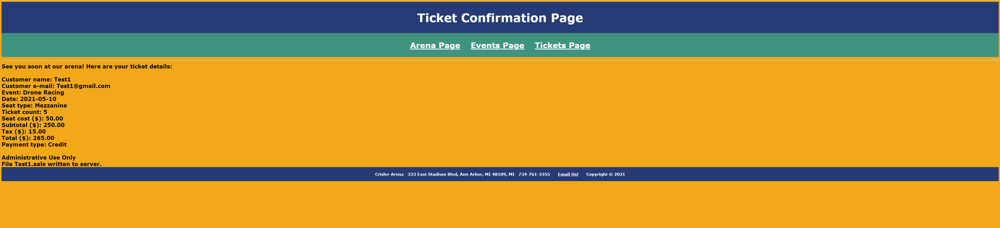 Ticket Confirmation Page
Arena Page Events Page Tickets Page
See you soon at our arena! Here are your ticket details:
Customer name: Test1
Customer e-mail: Test1@gmail.com
Event: Drone Racing
Date: 2021-05-10
Seat type: Mezzanine
Ticket count: 5
Seat cost ($): 50.00
Subtotal ($): 250.00
Tax ($): 15.00
Total ($): 265.00
Payment type: Credit
Administrative Use Only
File Test1.sale written to server.
Crisler Arena 333 East Stadium Blvd, Ann Arbor, MI 48109, MI 734-761-3355 Email Us! Copyright © 2021